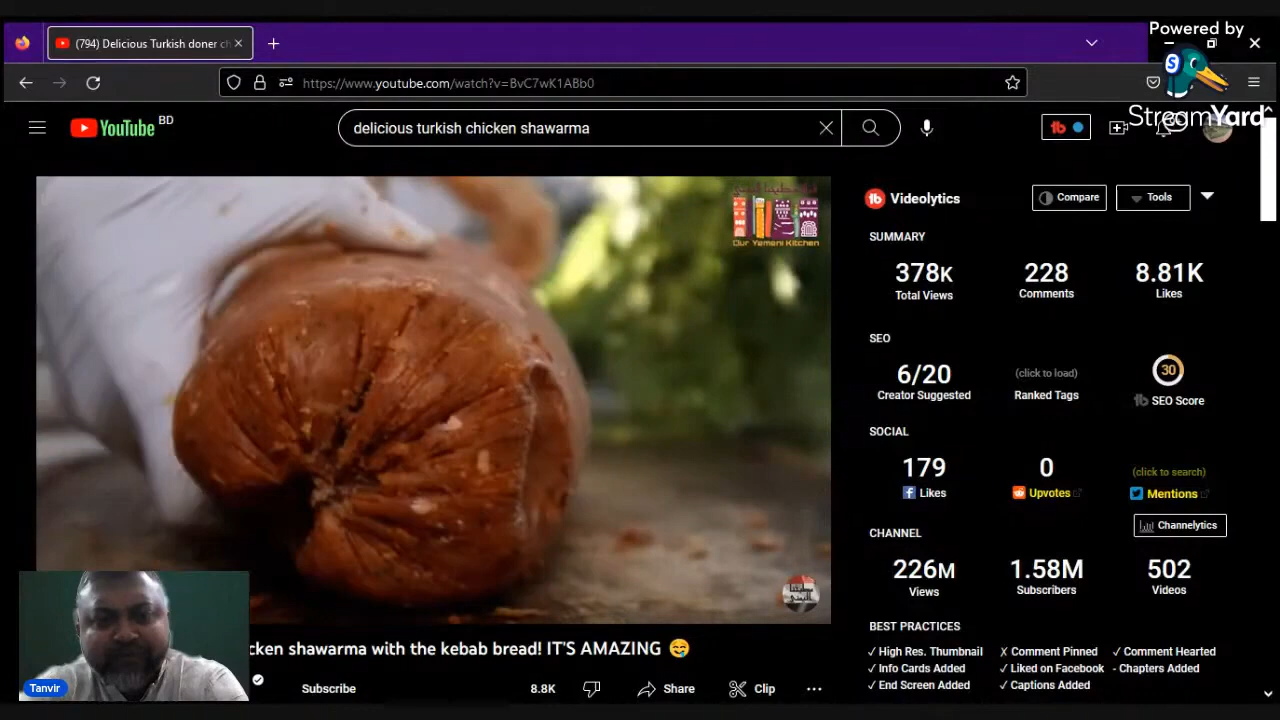 Powered by
(794) Delicious Turkish doner ch
https://www.youtube.com/watch?v=BvC7wK1ABb0
StreamYard
YouTube BD
delicious turkish chicken shawarma
Our Yemeni Kitchen
Videolytics
Compare
Tools
SUMMARY
378K 228 8.81K
Total Views Comments Likes
SEO
6/20 (click to load) 30
Creator Suggested Ranked Tags SEO Score
SOCIAL
179 0 (click to search)
Likes Upvotes Mentions
Channelytics
CHANNEL
226M 1.58M 502
Views Subscribers Videos
BEST PRACTICES
✓ High Res. Thumbnail ✗ Comment Pinned ✓ Comment Hearted
✓ Info Cards Added ✓ Liked on Facebook - Chapters Added
✓ End Screen Added ✓ Captions Added
cken shawarma with the kebab bread! IT'S AMAZING 🤤
Tanvir
Subscribe 8.8K Share Clip